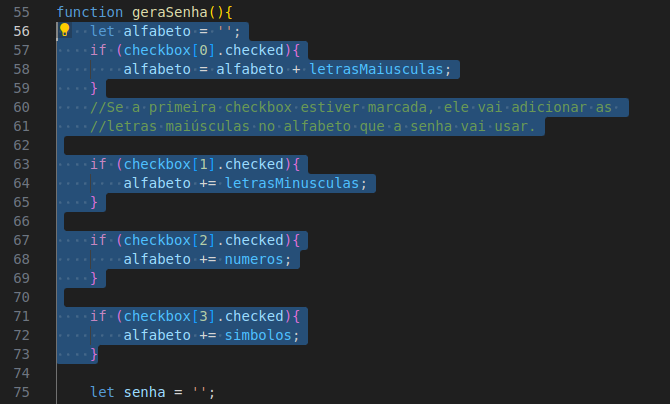 55 function geraSenha(){
56 let alfabeto = '';
57 if (checkbox[0].checked){
58 alfabeto = alfabeto + letrasMaiusculas;
59 }
60 //Se a primeira checkbox estiver marcada, ele vai adicionar as
61 //letras maiúsculas no alfabeto que a senha vai usar.
62
63 if (checkbox[1].checked){
64 alfabeto += letrasMinusculas;
65 }
66
67 if (checkbox[2].checked){
68 alfabeto += numeros;
69 }
70
71 if (checkbox[3].checked){
72 alfabeto += simbolos;
73 }
74
75 let senha = '';